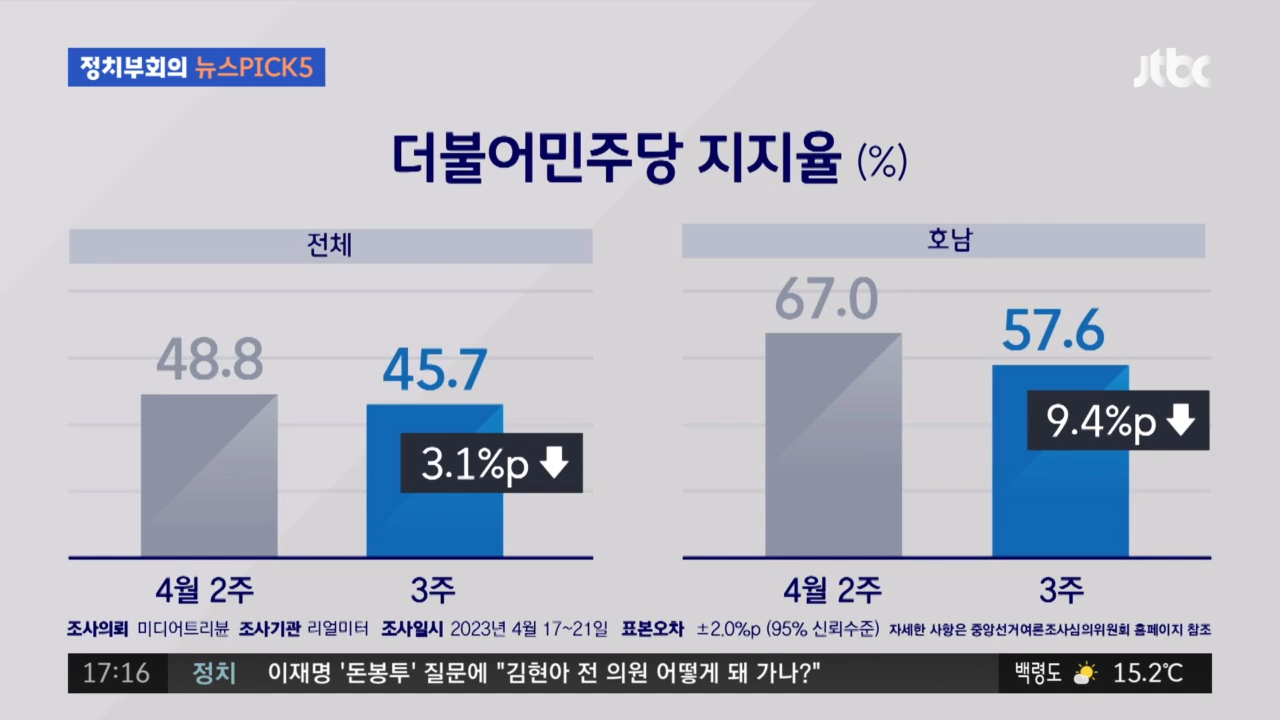 정치부회의 뉴스PICK5
jtbc
더불어민주당 지지율 (%)
전체
48.8
45.7
3.1%p
4월 2주
3주
호남
67.0
57.6
9.4%p
4월 2주
3주
조사의뢰 미디어트리뷴 조사기관 리얼미터 조사일시 2023년 4월 17~21일 표본오차 ±2.0%p (95% 신뢰수준) 자세한 사항은 중앙선거여론조사심의위원회 홈페이지 참조
17:16 정치 이재명 '돈봉투' 질문에 "김현아 전 의원 어떻게 돼 가나?" 백령도 15.2℃